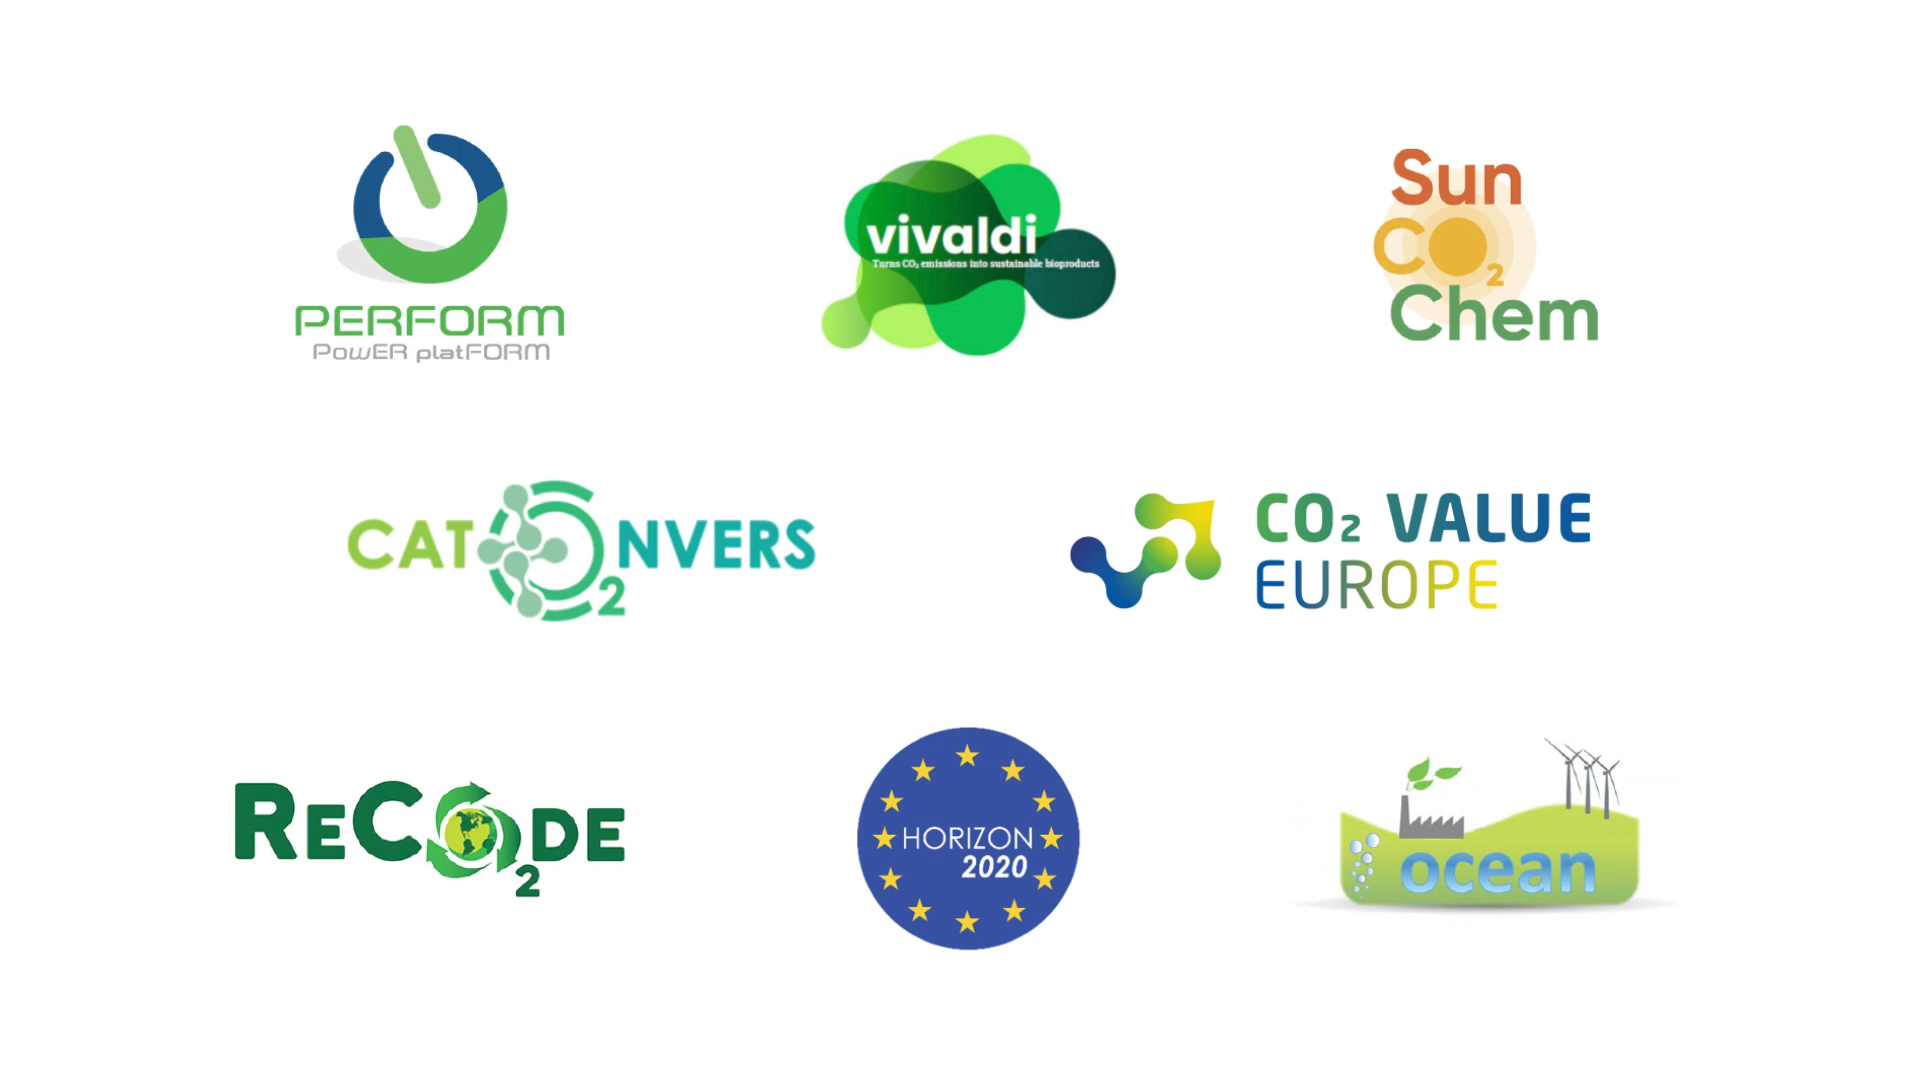 PERFORM
PowER platFORM
vivaldi
Turns CO₂ emissions into sustainable bioproducts
Sun
CO₂
Chem
CATCO₂NVERS
CO₂ VALUE
EUROPE
ReCO₂DE
HORIZON
2020
ocean